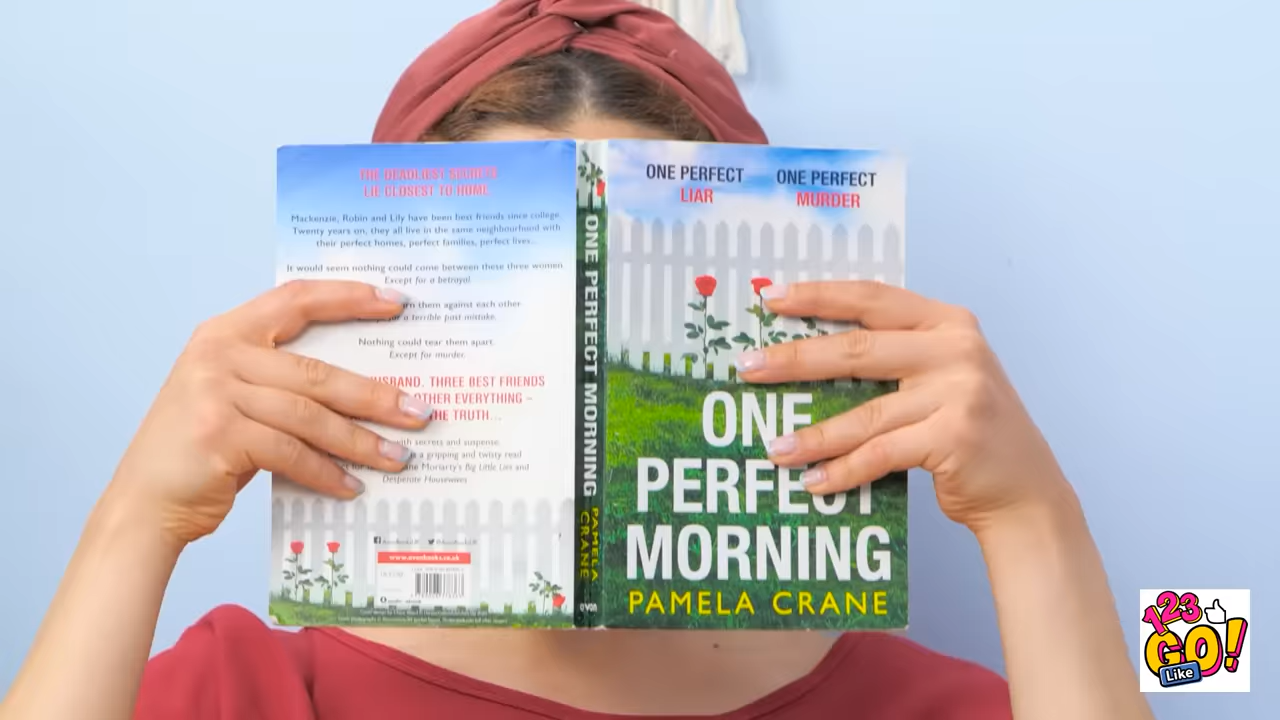 THE DEADLIEST SECRETS
LIE CLOSEST TO HOME
Mackenzie, Robin and Lily have been best friends since college.
Twenty years on, they all live in the same neighbourhood with
their perfect homes, perfect families, perfect lives...
It would seem nothing could come between these three women
Except for a betrayal.
them against each other.
a terrible past mistake.
Nothing could tear them apart.
Except for murder.
HUSBAND. THREE BEST FRIENDS
OTHER EVERYTHING –
THE TRUTH...
with secrets and suspense.
a gripping and twisty read
Moriarty's Big Little Lies and
Desperate Housewives
www.avonbooks.co.uk
ONE PERFECT MORNING
PAMELA CRANE
avon
ONE PERFECT
LIAR
ONE PERFECT
MURDER
ONE
PERFECT
MORNING
PAMELA CRANE
123
GO!
Like